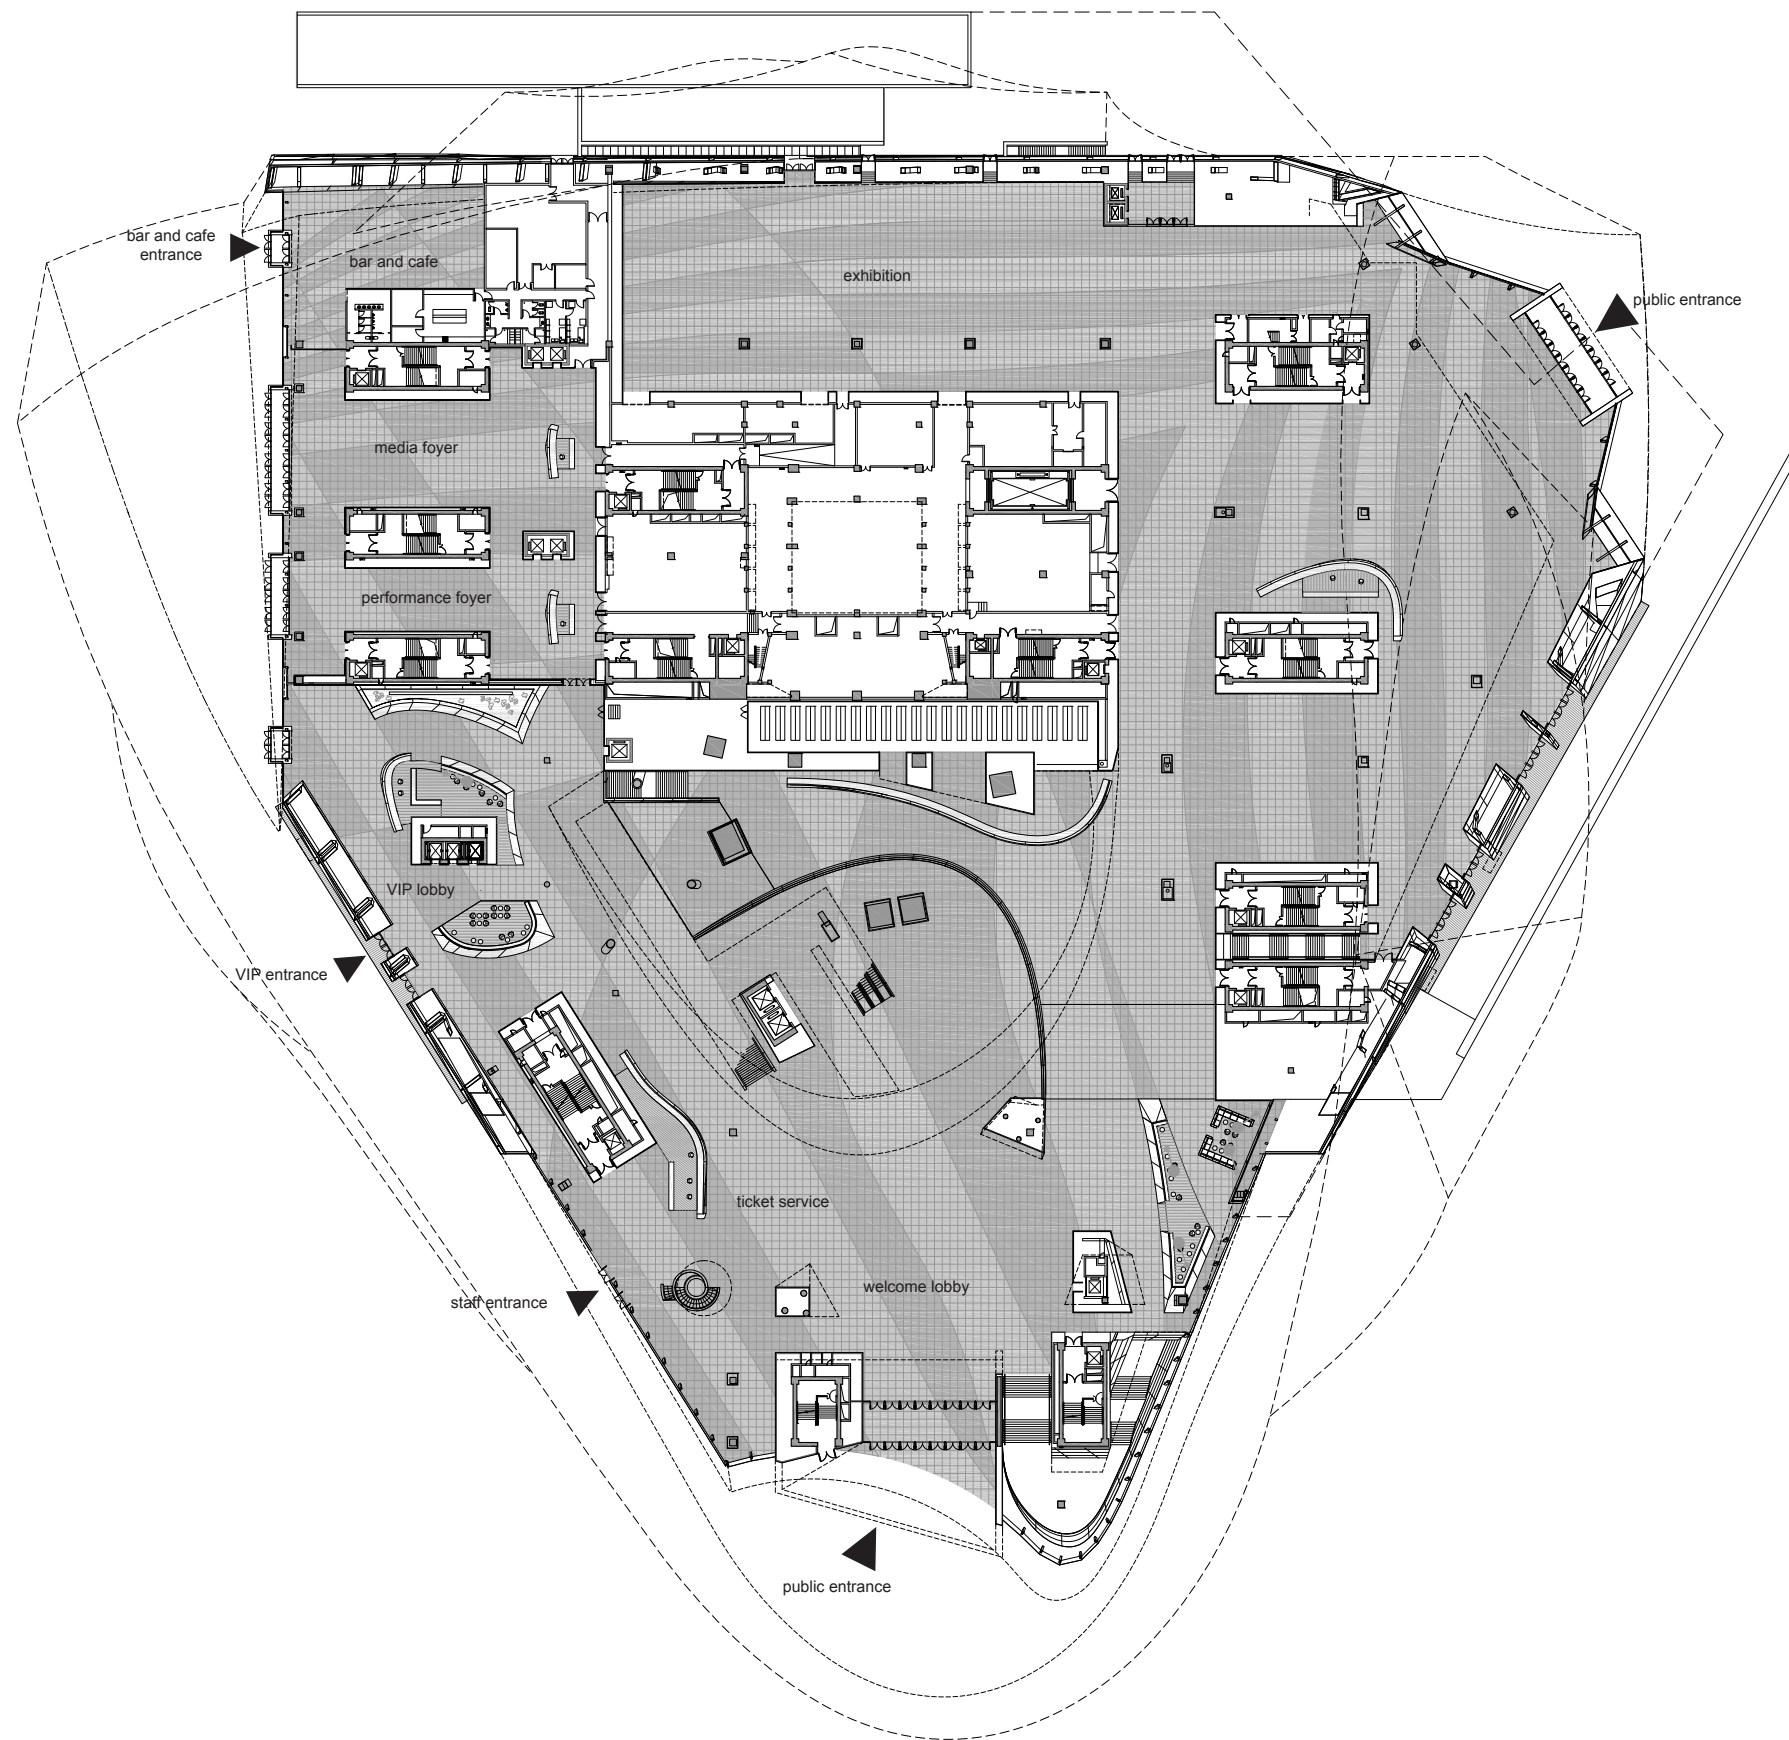 bar and cafe
entrance
bar and cafe
exhibition
public entrance
media foyer
performance foyer
VIP lobby
VIP entrance
ticket service
welcome lobby
staff entrance
public entrance